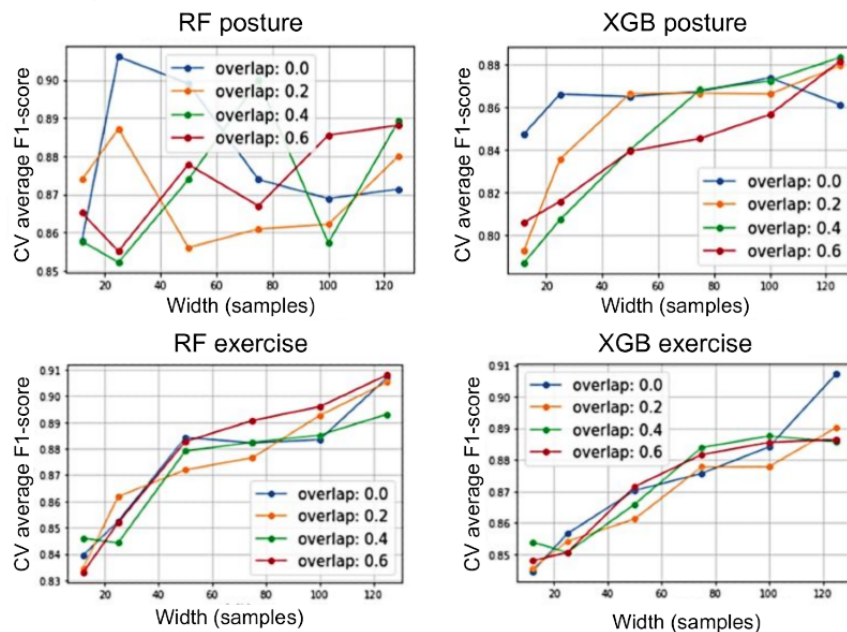 RF posture
CV average F1-score
0.90
0.89
0.88
0.87
0.86
0.85
overlap: 0.0
overlap: 0.2
overlap: 0.4
overlap: 0.6
20 40 60 80 100 120
Width (samples)
XGB posture
CV average F1-score
0.88
0.86
0.84
0.82
0.80
overlap: 0.0
overlap: 0.2
overlap: 0.4
overlap: 0.6
20 40 60 80 100 120
Width (samples)
RF exercise
CV average F1-score
0.91
0.90
0.89
0.88
0.87
0.86
0.85
0.84
0.83
overlap: 0.0
overlap: 0.2
overlap: 0.4
overlap: 0.6
20 40 60 80 100 120
Width (samples)
XGB exercise
CV average F1-score
0.91
0.90
0.89
0.88
0.87
0.86
0.85
overlap: 0.0
overlap: 0.2
overlap: 0.4
overlap: 0.6
20 40 60 80 100 120
Width (samples)